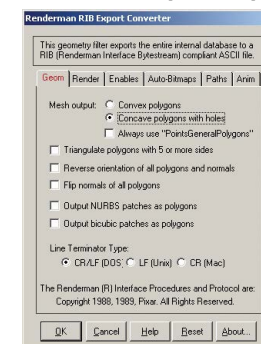 Renderman RIB Export Converter
This geometry filter exports the entire internal database to a
RIB (Renderman Interface Bytestream) compliant ASCII file.
Geom Render Enables Auto-Bitmaps Paths Anim
Mesh output: Convex polygons
Concave polygons with holes
Always use "PointsGeneralPolygons"
Triangulate polygons with 5 or more sides
Reverse orientation of all polygons and normals
Flip normals of all polygons
Output NURBS patches as polygons
Output bicubic patches as polygons
Line Terminator Type:
CR/LF (DOS) LF (Unix) CR (Mac)
The Renderman (R) Interface Procedures and Protocol are:
Copyright 1988, 1989, Pixar. All Rights Reserved.
OK Cancel Help Reset About...